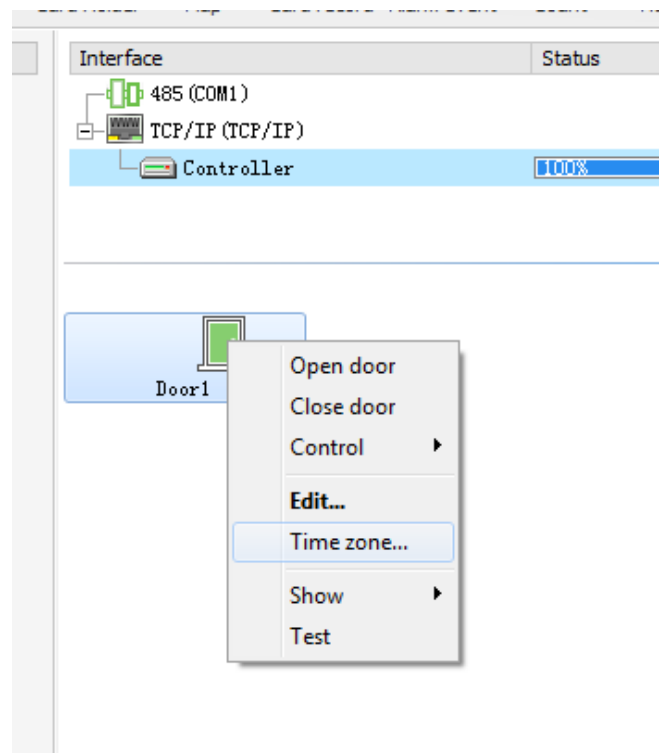 Interface Status
485(COM1)
TCP/IP(TCP/IP)
Controller 100%
Door1
Open door
Close door
Control
Edit...
Time zone...
Show
Test